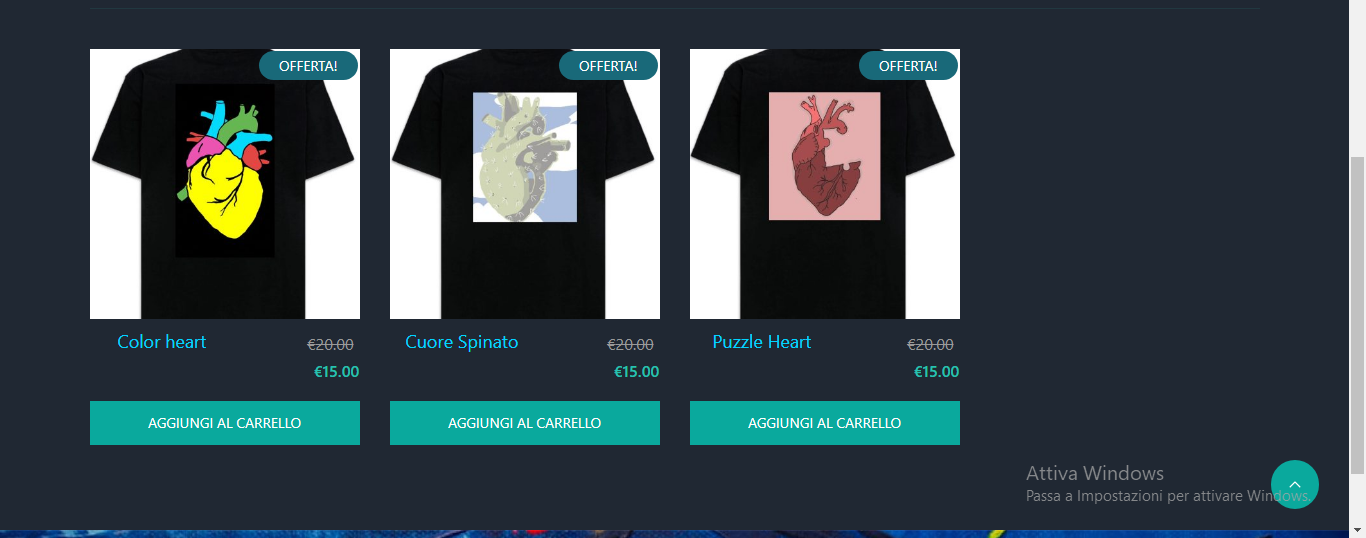 OFFERTA!
OFFERTA!
OFFERTA!
Color heart
€20.00
€15.00
AGGIUNGI AL CARRELLO
Cuore Spinato
€20.00
€15.00
AGGIUNGI AL CARRELLO
Puzzle Heart
€20.00
€15.00
AGGIUNGI AL CARRELLO
Attiva Windows
Passa a Impostazioni per attivare Windows.